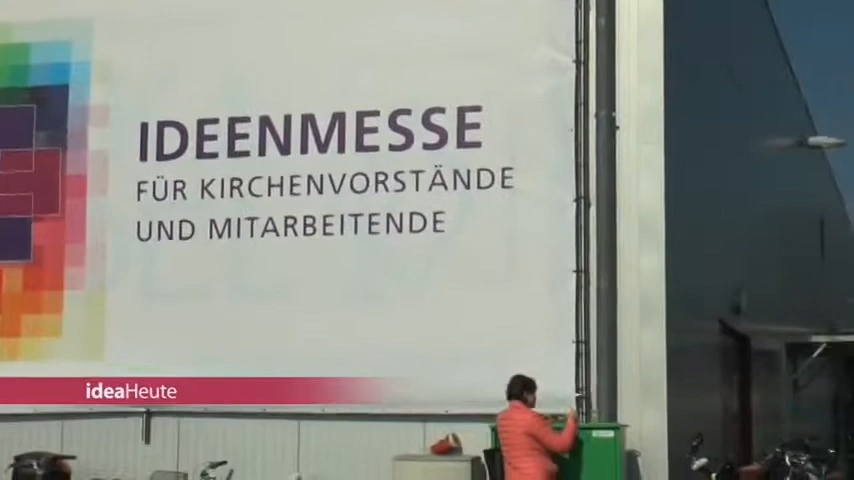 IDEENMESSE
FÜR KIRCHENVORSTÄNDE
UND MITARBEITENDE
ideaHeute